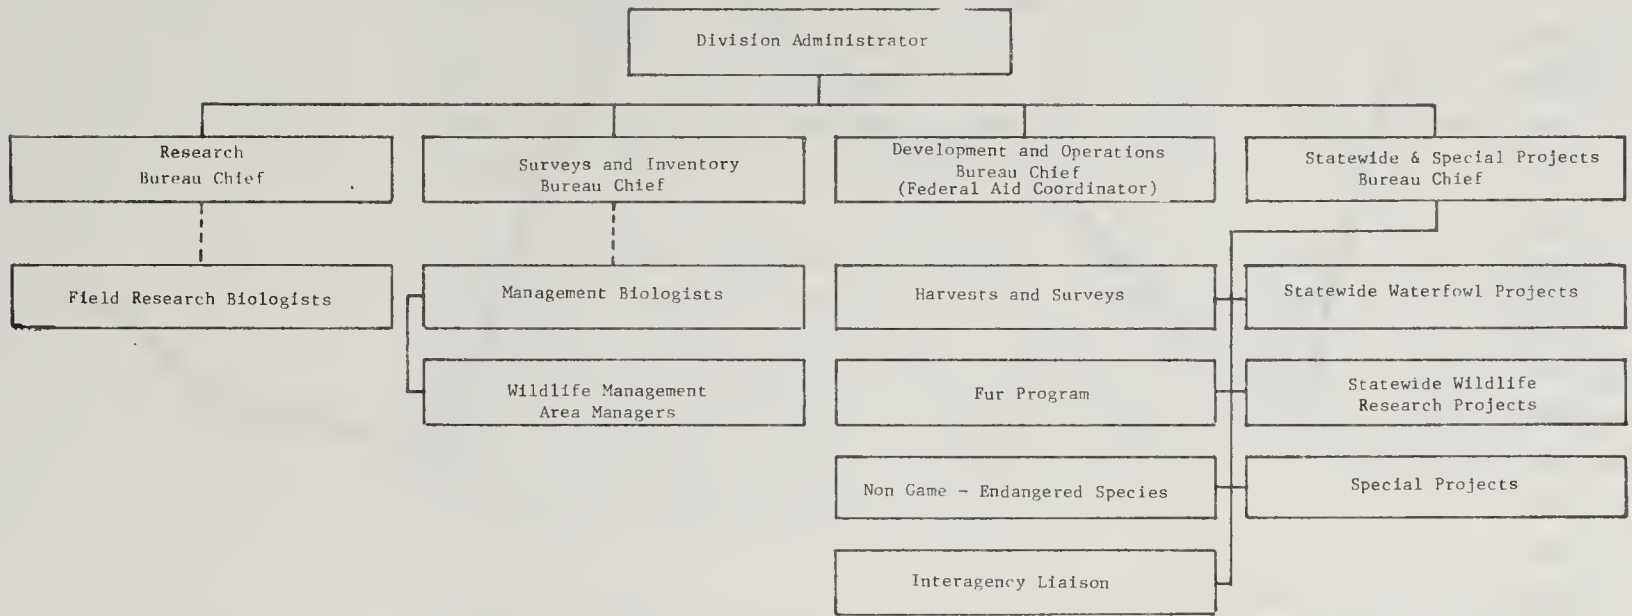 Division Administrator
Research
Bureau Chief
Surveys and Inventory
Bureau Chief
Development and Operations
Bureau Chief
(Federal Aid Coordinator)
Statewide & Special Projects
Bureau Chief
Field Research Biologists
Management Biologists
Harvests and Surveys
Statewide Waterfowl Projects
Wildlife Management
Area Managers
Fur Program
Statewide Wildlife
Research Projects
Non Game - Endangered Species
Special Projects
Interagency Liaison